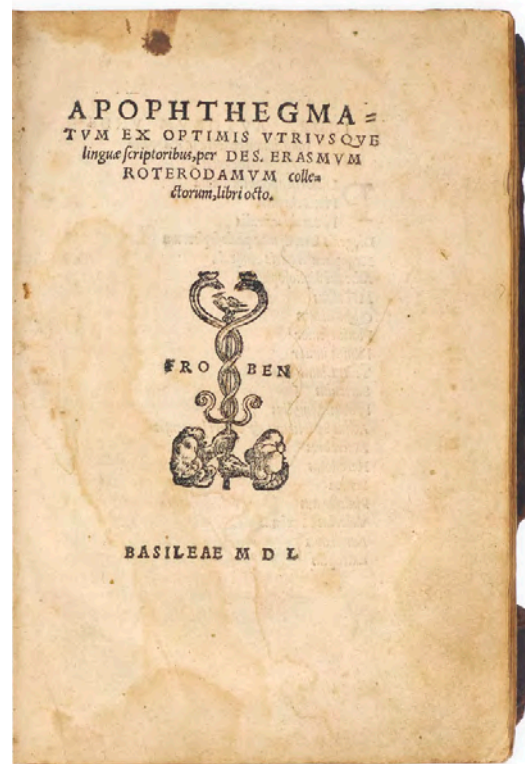 APOPHTHEGMA=
TVM EX OPTIMIS VTRIVSQVE
linguæ scriptoribus, per DES. ERASMVM
ROTERODAMVM colle=
ctorum, libri octo.
FRO BEN
BASILEAE M D L